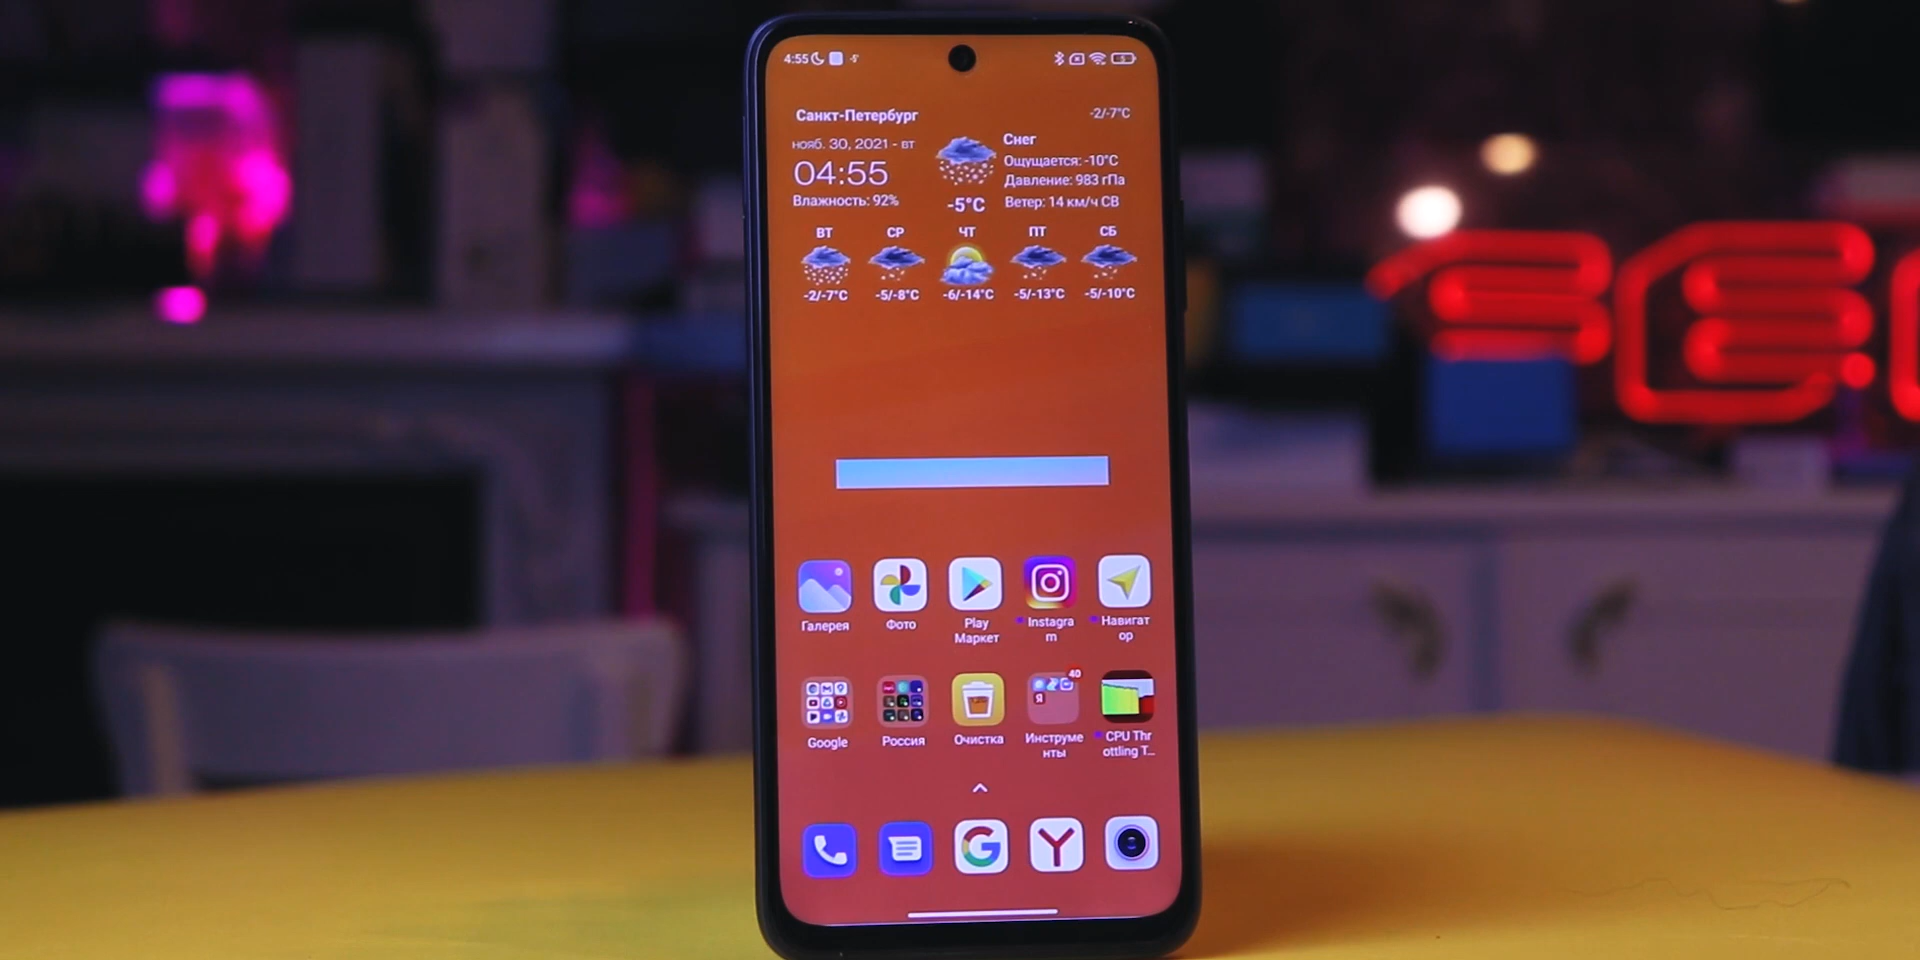 4:55 -5°
Санкт-Петербург -2/-7°C
нояб. 30, 2021 - вт
04:55
Влажность: 92%
-5°C
Снег
Ощущается: -10°C
Давление: 983 гПа
Ветер: 14 км/ч СВ
ВТ СР ЧТ ПТ СБ
-2/-7°C -5/-8°C -6/-14°C -5/-13°C -5/-10°C
Галерея Фото Play Instagra Навигат
Маркет m ор
40
Google Россия Очистка Инструме CPU Thr
нты ottling T...